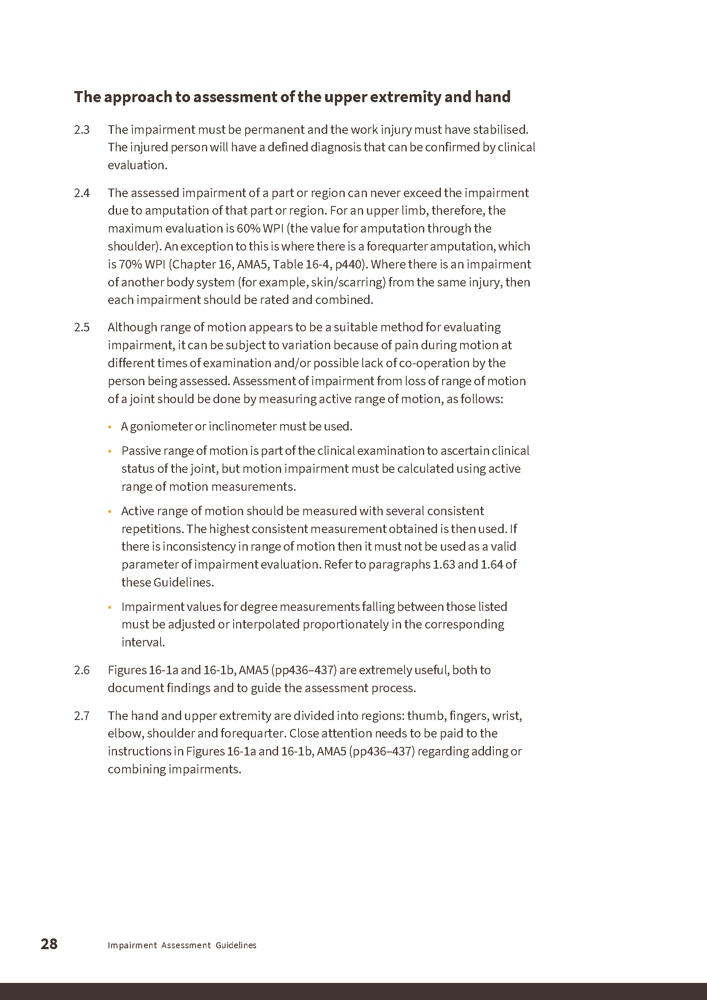 The approach to assessment of the upper extremity and hand
2.3 The impairment must be permanent and the work injury must have stabilised.
The injured person will have a defined diagnosis that can be confirmed by clinical
evaluation.
2.4 The assessed impairment of a part or region can never exceed the impairment
due to amputation of that part or region. For an upper limb, therefore, the
maximum evaluation is 60% WPI (the value for amputation through the
shoulder). An exception to this is where there is a forequarter amputation, which
is 70% WPI (Chapter 16, AMA5, Table 16-4, p440). Where there is an impairment
of another body system (for example, skin/scarring) from the same injury, then
each impairment should be rated and combined.
2.5 Although range of motion appears to be a suitable method for evaluating
impairment, it can be subject to variation because of pain during motion at
different times of examination and/or possible lack of co-operation by the
person being assessed. Assessment of impairment from loss of range of motion
of a joint should be done by measuring active range of motion, as follows:
• A goniometer or inclinometer must be used.
• Passive range of motion is part of the clinical examination to ascertain clinical
status of the joint, but motion impairment must be calculated using active
range of motion measurements.
• Active range of motion should be measured with several consistent
repetitions. The highest consistent measurement obtained is then used. If
there is inconsistency in range of motion then it must not be used as a valid
parameter of impairment evaluation. Refer to paragraphs 1.63 and 1.64 of
these Guidelines.
• Impairment values for degree measurements falling between those listed
must be adjusted or interpolated proportionately in the corresponding
interval.
2.6 Figures 16-1a and 16-1b, AMA5 (pp436–437) are extremely useful, both to
document findings and to guide the assessment process.
2.7 The hand and upper extremity are divided into regions: thumb, fingers, wrist,
elbow, shoulder and forequarter. Close attention needs to be paid to the
instructions in Figures 16-1a and 16-1b, AMA5 (pp436–437) regarding adding or
combining impairments.
28 Impairment Assessment Guidelines